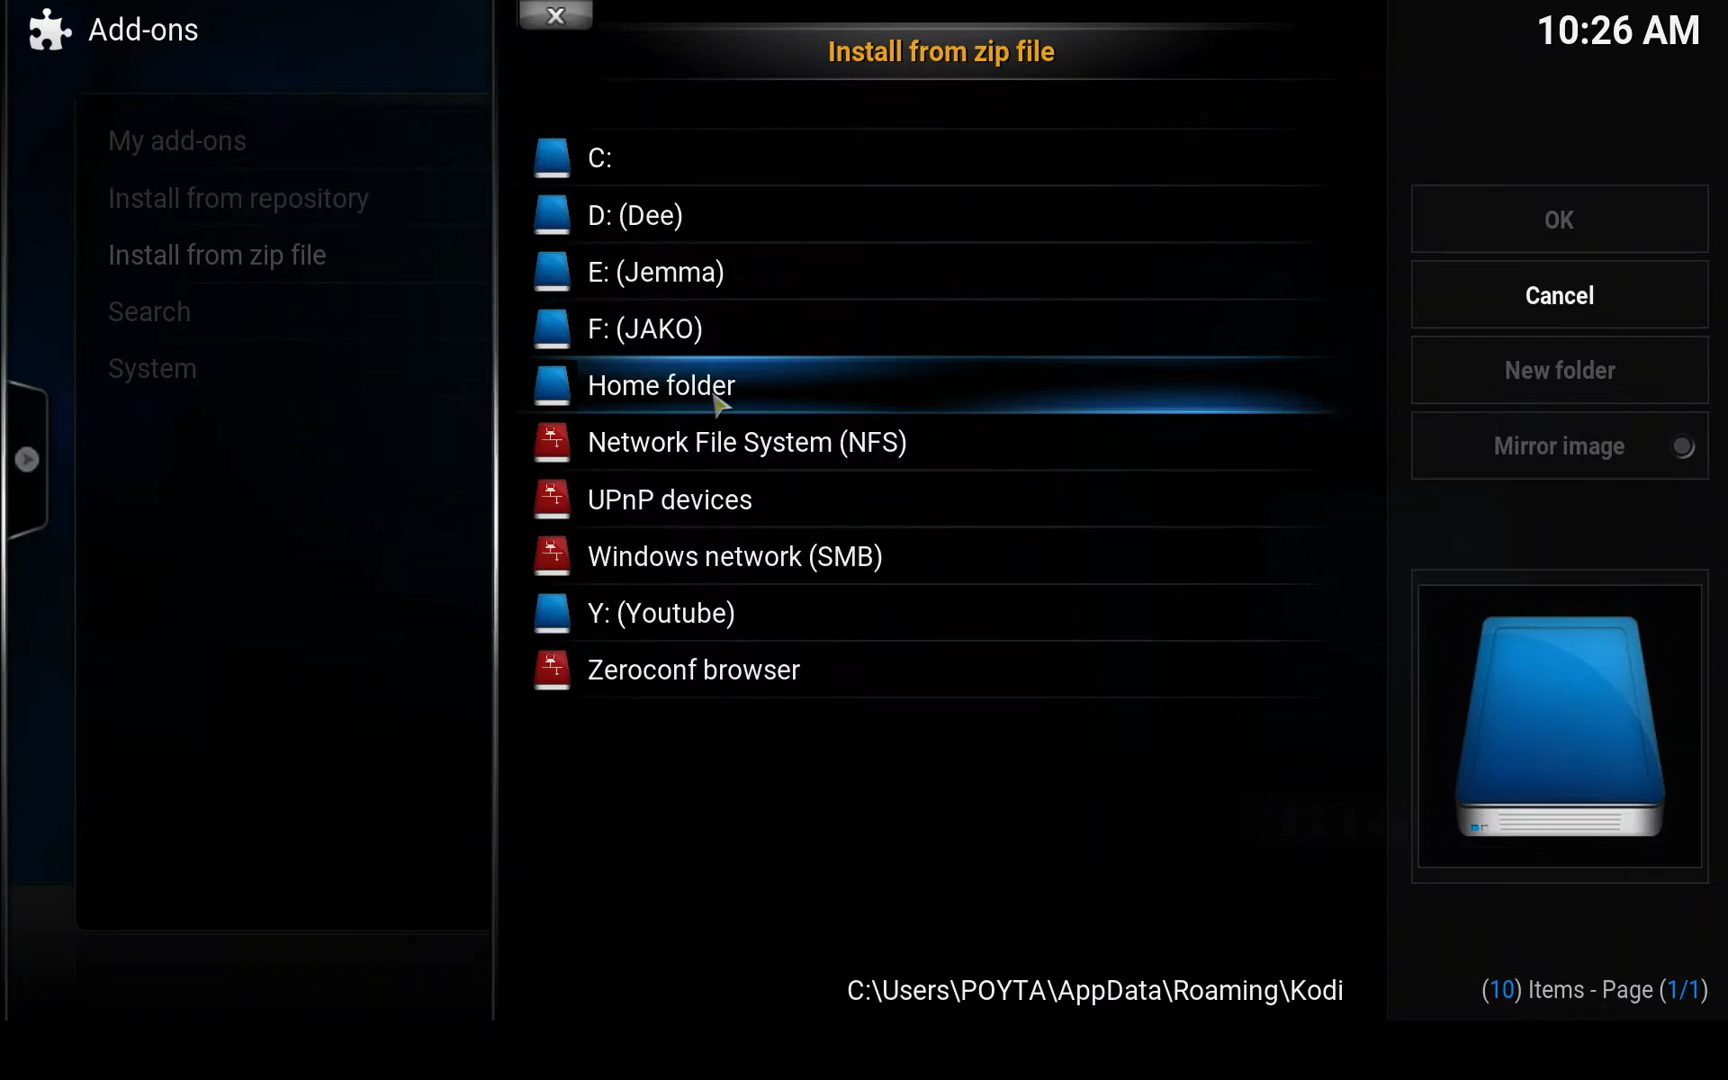 Add-ons
X
Install from zip file
10:26 AM
My add-ons
Install from repository
Install from zip file
Search
System
C:
D: (Dee)
E: (Jemma)
F: (JAKO)
Home folder
Network File System (NFS)
UPnP devices
Windows network (SMB)
Y: (Youtube)
Zeroconf browser
OK
Cancel
New folder
Mirror image
C:\Users\POYTA\AppData\Roaming\Kodi
(10) Items - Page (1/1)